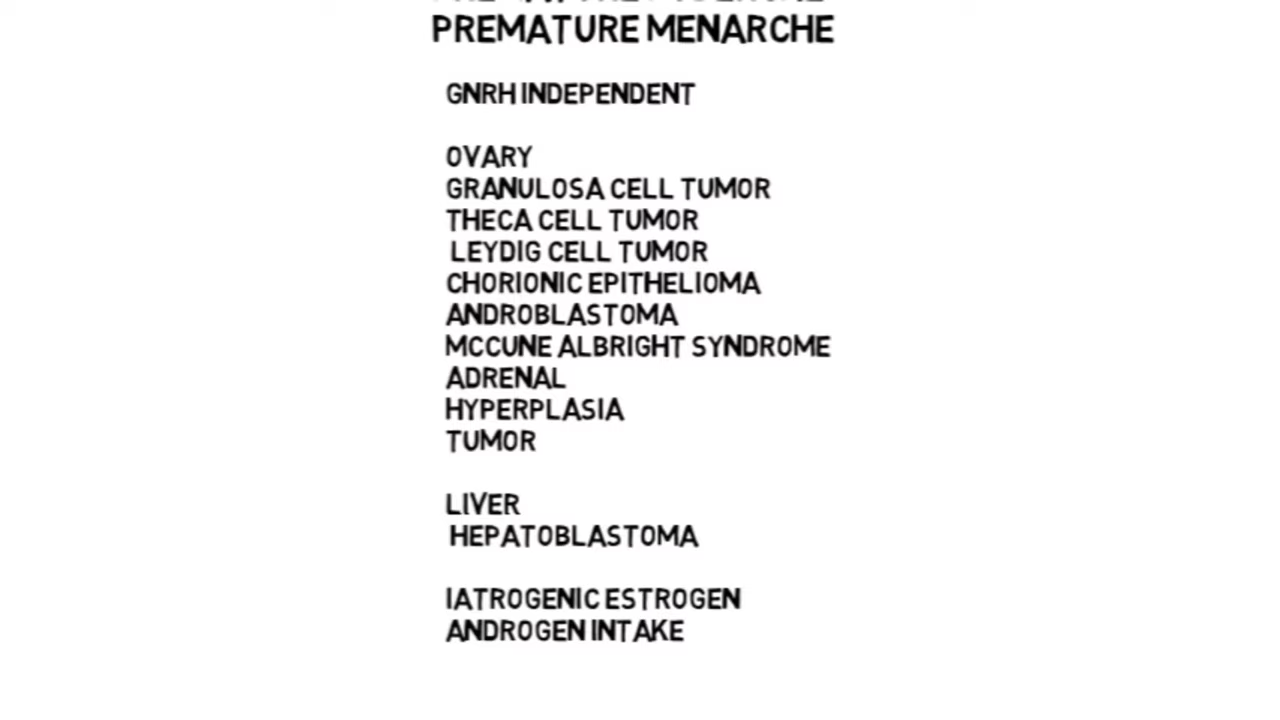 PREMATURE MENARCHE
GNRH INDEPENDENT
OVARY
GRANULOSA CELL TUMOR
THECA CELL TUMOR
LEYDIG CELL TUMOR
CHORIONIC EPITHELIOMA
ANDROBLASTOMA
MCCUNE ALBRIGHT SYNDROME
ADRENAL
HYPERPLASIA
TUMOR
LIVER
HEPATOBLASTOMA
IATROGENIC ESTROGEN
ANDROGEN INTAKE